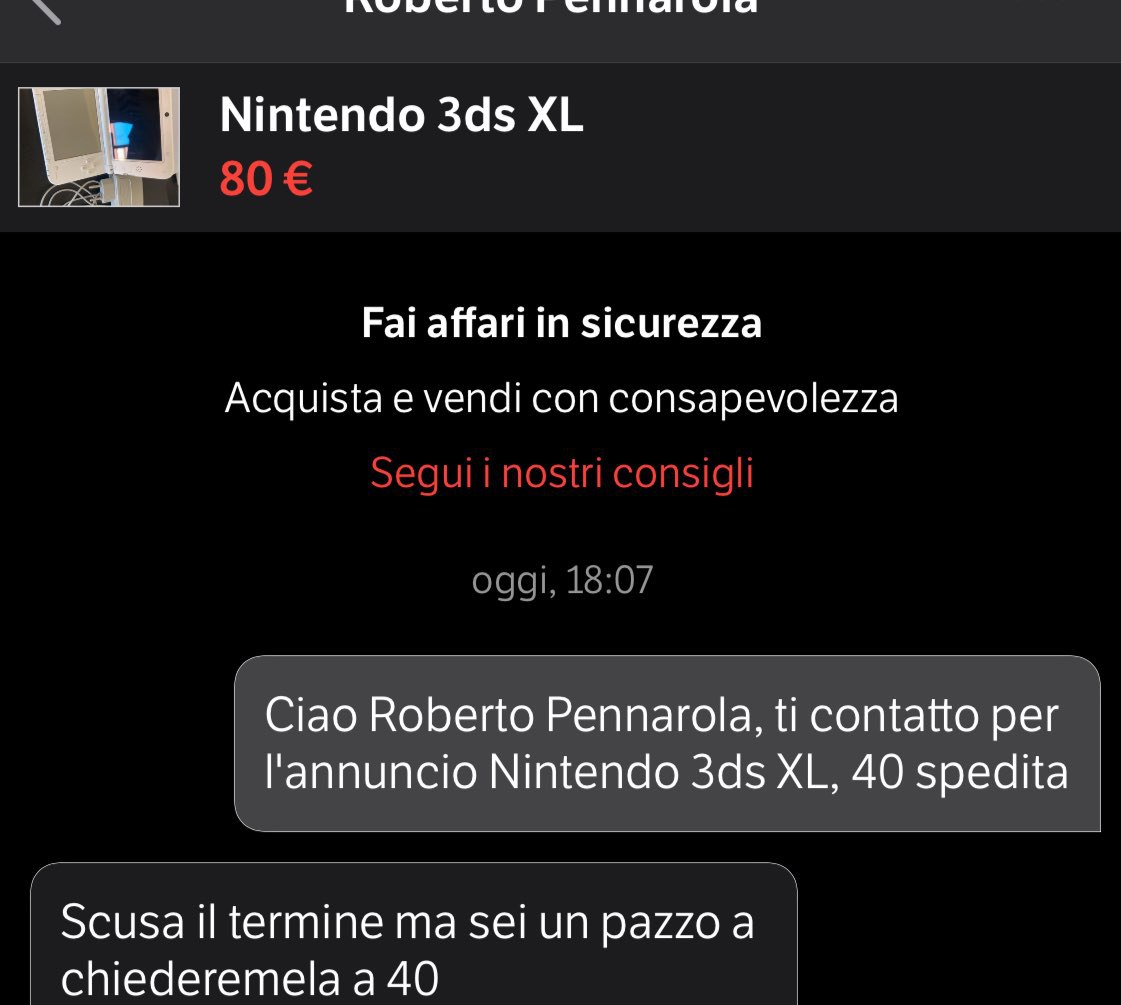 Roberto Pennarola
Nintendo 3ds XL
80 €
Fai affari in sicurezza
Acquista e vendi con consapevolezza
Segui i nostri consigli
oggi, 18:07
Ciao Roberto Pennarola, ti contatto per
l'annuncio Nintendo 3ds XL, 40 spedita
Scusa il termine ma sei un pazzo a
chiederemela a 40